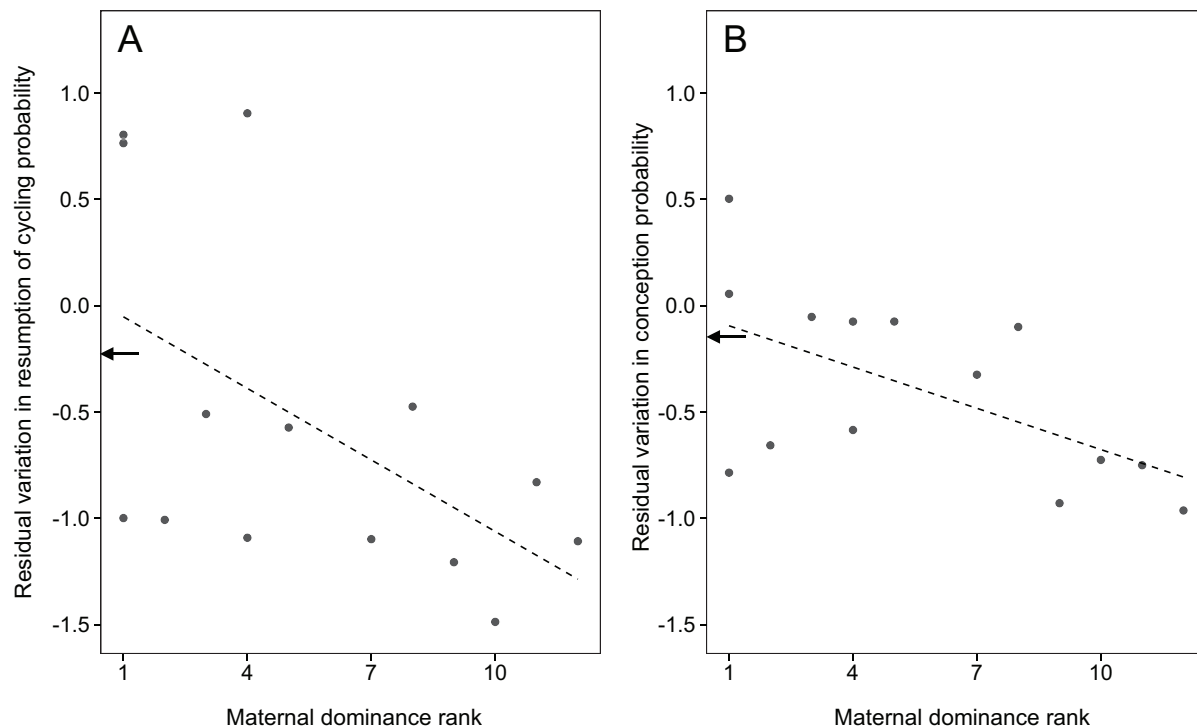 A
Residual variation in resumption of cycling probability
1.0
0.5
0.0
-0.5
-1.0
-1.5
1 4 7 10
Maternal dominance rank
B
Residual variation in conception probability
1.0
0.5
0.0
-0.5
-1.0
-1.5
1 4 7 10
Maternal dominance rank